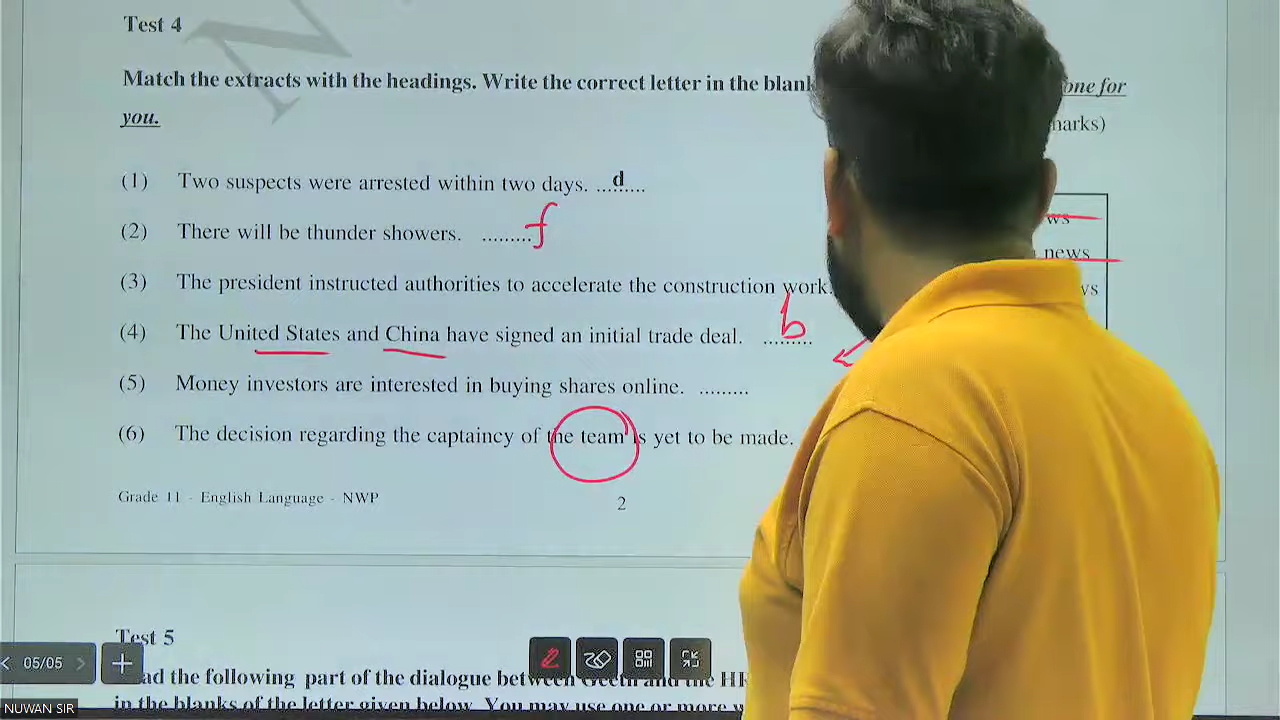 Test 4
Match the extracts with the headings. Write the correct letter in the blank one for
you. marks)
(1) Two suspects were arrested within two days. ...d......
(2) There will be thunder showers. .........f
news
(3) The president instructed authorities to accelerate the construction work.
(4) The United States and China have signed an initial trade deal. ...b......
(5) Money investors are interested in buying shares online. .........
(6) The decision regarding the captaincy of the team is yet to be made.
Grade 11 - English Language - NWP
2
Test 5
the following part of the dialogue between Geeth and the HR
in the blanks of the letter given below. You may use one or more
05/05
NUWAN SIR